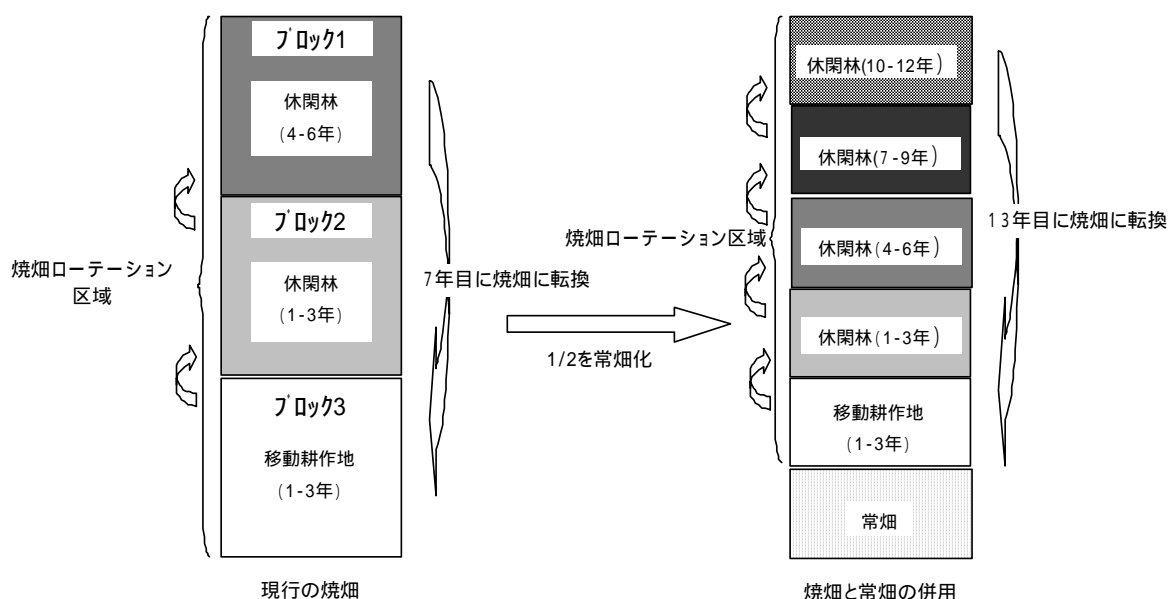 ブロック1
休閑林
(4-6年)
ブロック2
休閑林
(1-3年)
ブロック3
移動耕作地
(1-3年)
焼畑ローテーション
区域
7年目に焼畑に転換
現行の焼畑
1/2を常畑化
休閑林(10-12年)
休閑林(7-9年)
休閑林(4-6年)
休閑林(1-3年)
移動耕作地
(1-3年)
常畑
焼畑ローテーション区域
13年目に焼畑に転換
焼畑と常畑の併用